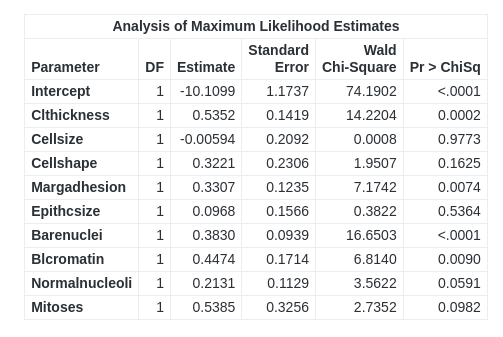 Analysis of Maximum Likelihood Estimates
Parameter DF Estimate Standard Error Wald Chi-Square Pr > ChiSq
Intercept 1 -10.1099 1.1737 74.1902 <.0001
Clthickness 1 0.5352 0.1419 14.2204 0.0002
Cellsize 1 -0.00594 0.2092 0.0008 0.9773
Cellshape 1 0.3221 0.2306 1.9507 0.1625
Margadhesion 1 0.3307 0.1235 7.1742 0.0074
Epithcsize 1 0.0968 0.1566 0.3822 0.5364
Barenuclei 1 0.3830 0.0939 16.6503 <.0001
Blcromatin 1 0.4474 0.1714 6.8140 0.0090
Normalnucleoli 1 0.2131 0.1129 3.5622 0.0591
Mitoses 1 0.5385 0.3256 2.7352 0.0982